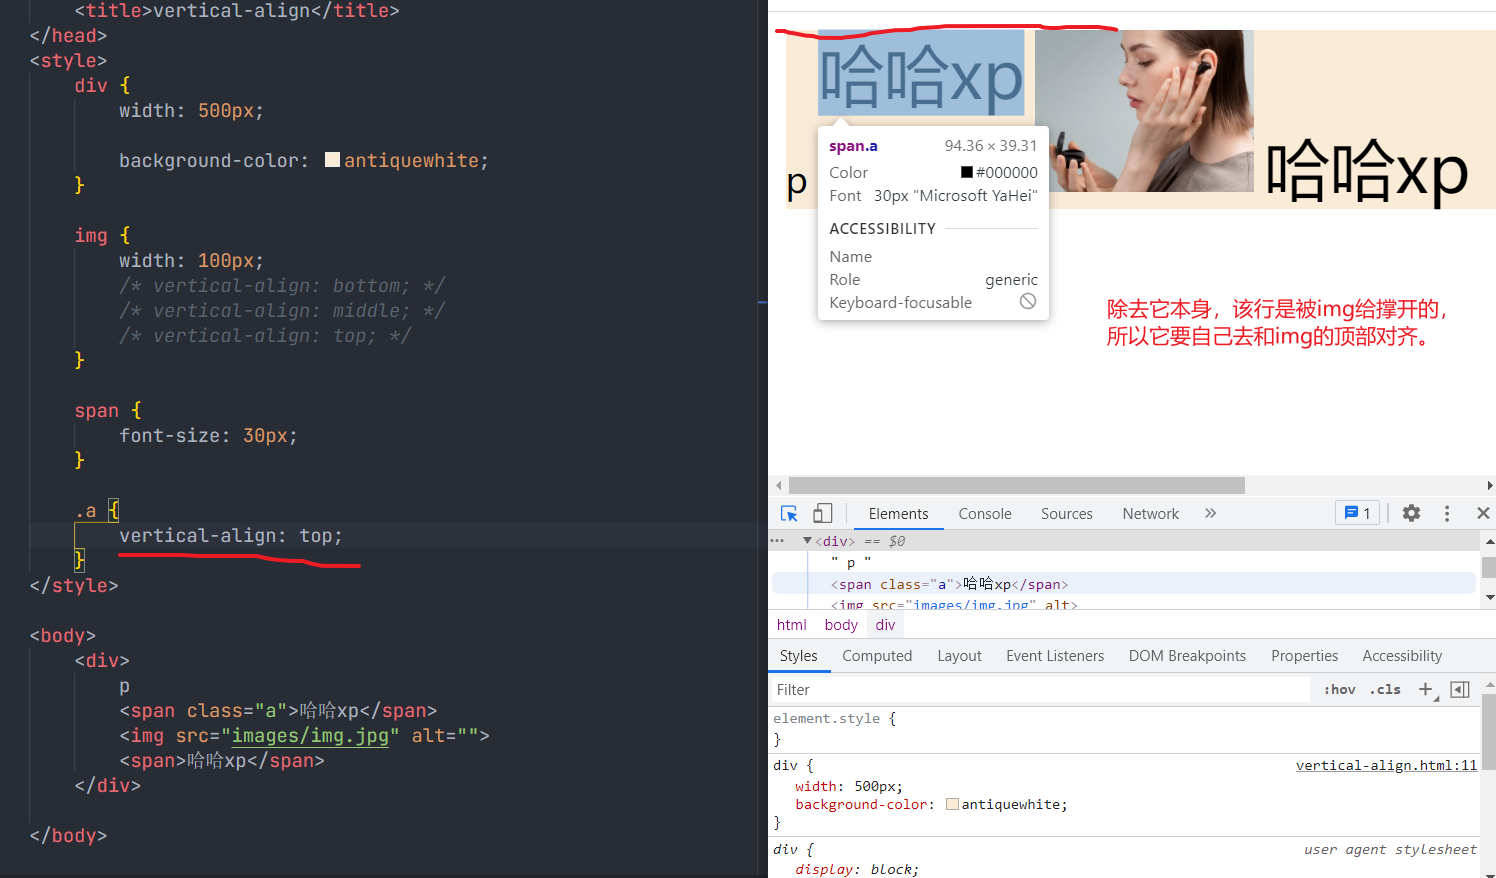 <title>vertical-align</title>
</head>
<style>
div {
width: 500px;
background-color: antiquewhite;
}
img {
width: 100px;
/* vertical-align: bottom; */
/* vertical-align: middle; */
/* vertical-align: top; */
}
span {
font-size: 30px;
}
.a {
vertical-align: top;
}
</style>
<body>
<div>
p
<span class="a">哈哈xp</span>
<img src="images/img.jpg" alt="">
<span>哈哈xp</span>
</div>
</body>
哈哈xp
p
哈哈xp
span.a 94.36 × 39.31
Color #000000
Font 30px "Microsoft YaHei"
ACCESSIBILITY
Name
Role generic
Keyboard-focusable
除去它本身，该行是被img给撑开的，
所以它要自己去和img的顶部对齐。
Elements Console Sources Network » 1
<div> == $0
" p "
<span class="a">哈哈xp</span>
<img src="images/img.jpg" alt>
html body div
Styles Computed Layout Event Listeners DOM Breakpoints Properties Accessibility
Filter :hov .cls +
element.style {
}
div { vertical-align.html:11
width: 500px;
background-color: antiquewhite;
}
div { user agent stylesheet
display: block;